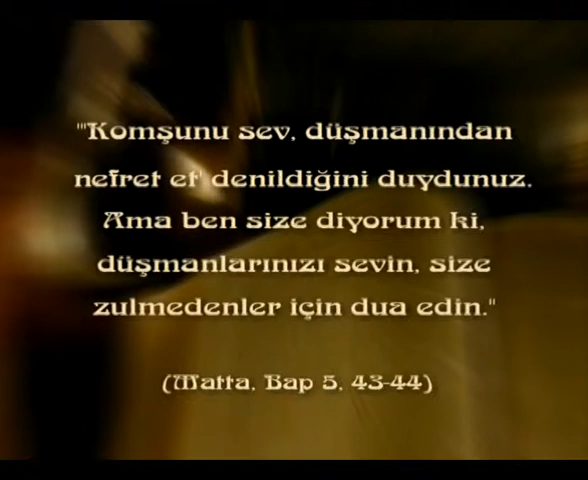 "'Komşunu sev, düşmanından
nefret et' denildiğini duydunuz.
Ama ben size diyorum ki,
düşmanlarınızı sevin, size
zulmedenler için dua edin."
(Matta, Bap 5, 43-44)